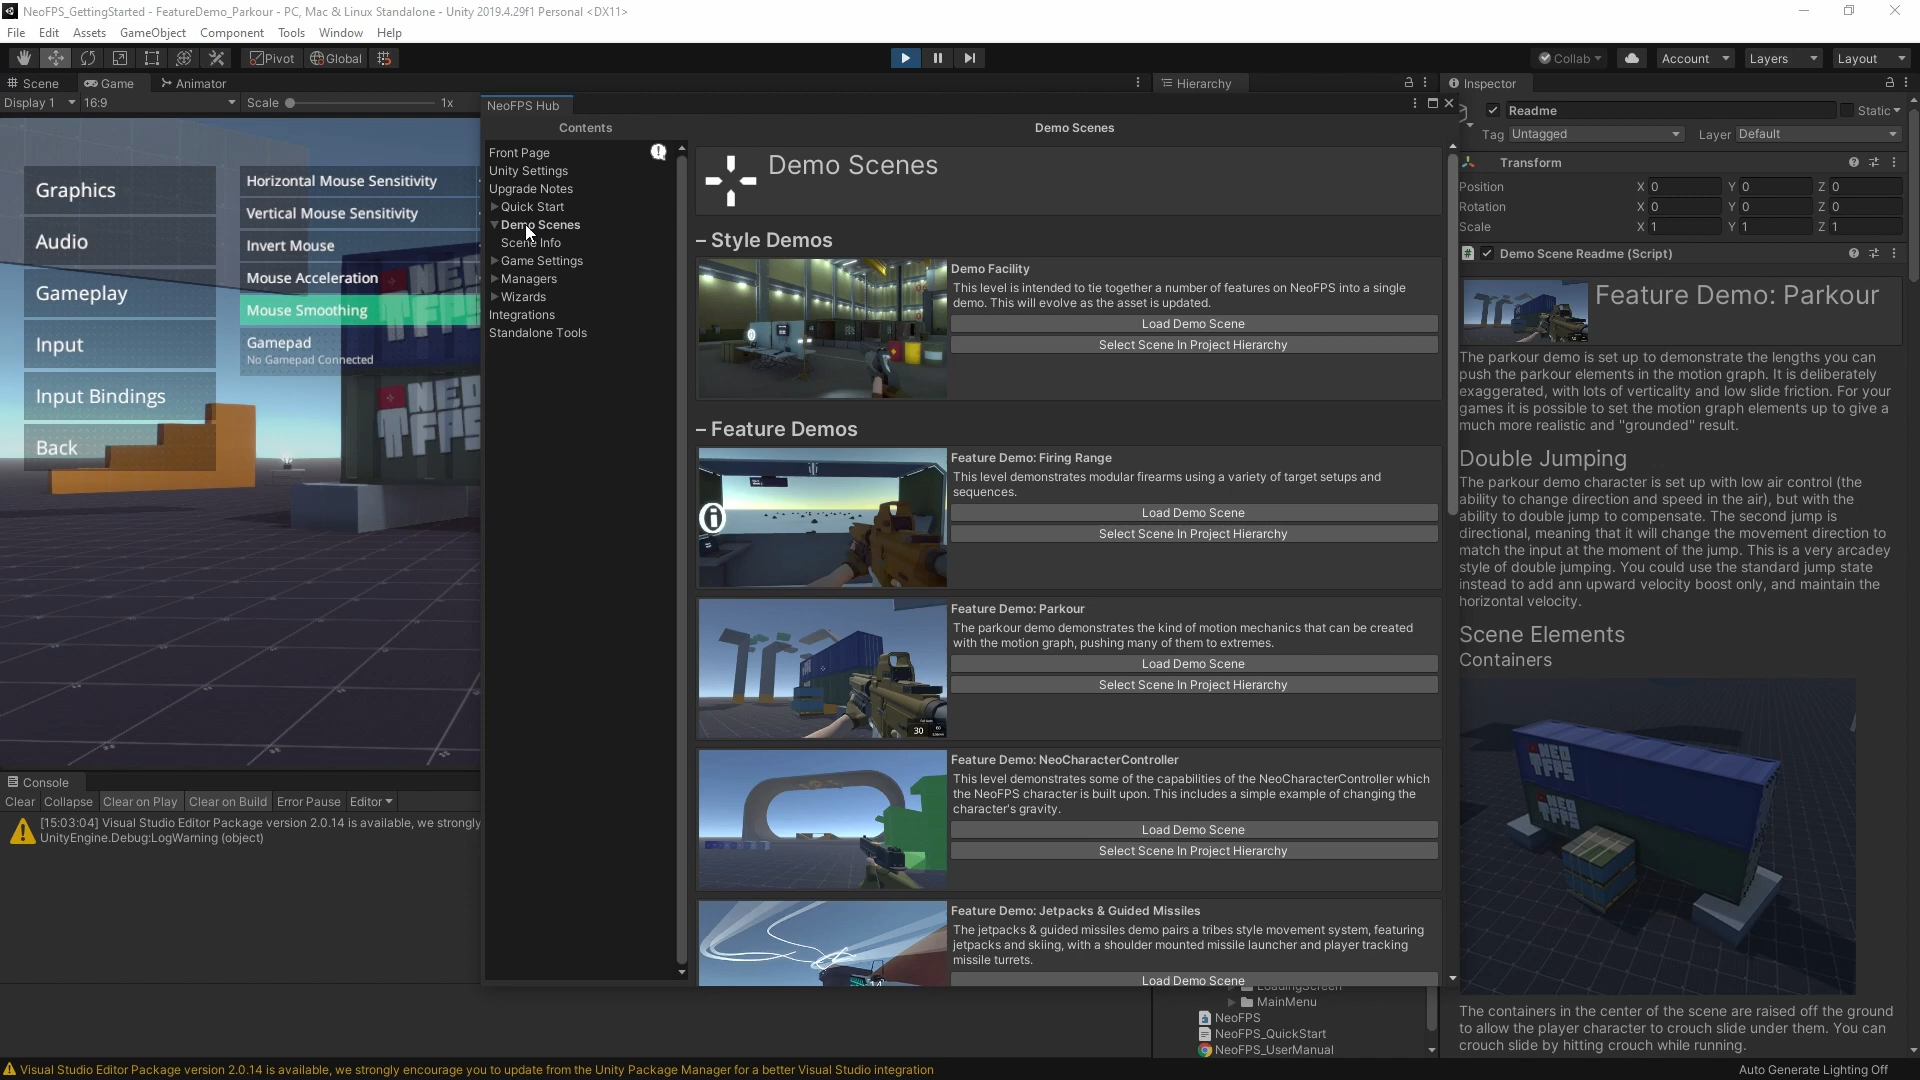 NeoFPS_GettingStarted - FeatureDemo_Parkour - PC, Mac & Linux Standalone - Unity 2019.4.29f1 Personal <DX11>
File Edit Assets GameObject Component Tools Window Help
Pivot Global Collab Account Layers Layout
Scene Game Animator
Display 1 16:9 Scale 1x
Graphics
Audio
Gameplay
Input
Input Bindings
Back
Horizontal Mouse Sensitivity
Vertical Mouse Sensitivity
Invert Mouse
Mouse Acceleration
Mouse Smoothing
Gamepad
No Gamepad Connected
Console
Clear Collapse Clear on Play Clear on Build Error Pause Editor
[15:03:04] Visual Studio Editor Package version 2.0.14 is available, we strongly
UnityEngine.Debug:LogWarning (object)
NeoFPS Hub
Contents
Front Page
Unity Settings
Upgrade Notes
Quick Start
Demo Scenes
Scene Info
Game Settings
Managers
Wizards
Integrations
Standalone Tools
Demo Scenes
Demo Scenes
– Style Demos
Demo Facility
This level is intended to tie together a number of features on NeoFPS into a single
demo. This will evolve as the asset is updated.
Load Demo Scene
Select Scene In Project Hierarchy
– Feature Demos
Feature Demo: Firing Range
This level demonstrates modular firearms using a variety of target setups and
sequences.
Load Demo Scene
Select Scene In Project Hierarchy
Feature Demo: Parkour
The parkour demo demonstrates the kind of motion mechanics that can be created
with the motion graph, pushing many of them to extremes.
Load Demo Scene
Select Scene In Project Hierarchy
30
Feature Demo: NeoCharacterController
This level demonstrates some of the capabilities of the NeoCharacterController which
the NeoFPS character is built upon. This includes a simple example of changing the
character's gravity.
Load Demo Scene
Select Scene In Project Hierarchy
Feature Demo: Jetpacks & Guided Missiles
The jetpacks & guided missiles demo pairs a tribes style movement system, featuring
jetpacks and skiing, with a shoulder mounted missile launcher and player tracking
missile turrets.
Load Demo Scene
Hierarchy
LoadingScreen
MainMenu
NeoFPS
NeoFPS_QuickStart
NeoFPS_UserManual
Inspector
Readme Static
Tag Untagged Layer Default
Transform
Position X 0 Y 0 Z 0
Rotation X 0 Y 0 Z 0
Scale X 1 Y 1 Z 1
Demo Scene Readme (Script)
Feature Demo: Parkour
The parkour demo is set up to demonstrate the lengths you can
push the parkour elements in the motion graph. It is deliberately
exaggerated, with lots of verticality and low slide friction. For your
games it is possible to set the motion graph elements up to give a
much more realistic and "grounded" result.
Double Jumping
The parkour demo character is set up with low air control (the
ability to change direction and speed in the air), but with the
ability to double jump to compensate. The second jump is
directional, meaning that it will change the movement direction to
match the input at the moment of the jump. This is a very arcadey
style of double jumping. You could use the standard jump state
instead to add ann upward velocity boost only, and maintain the
horizontal velocity.
Scene Elements
Containers
NEO
TFPS
NEO
TFPS
The containers in the center of the scene are raised off the ground
to allow the player character to crouch slide under them. You can
crouch slide by hitting crouch while running.
Visual Studio Editor Package version 2.0.14 is available, we strongly encourage you to update from the Unity Package Manager for a better Visual Studio integration
Auto Generate Lighting Off